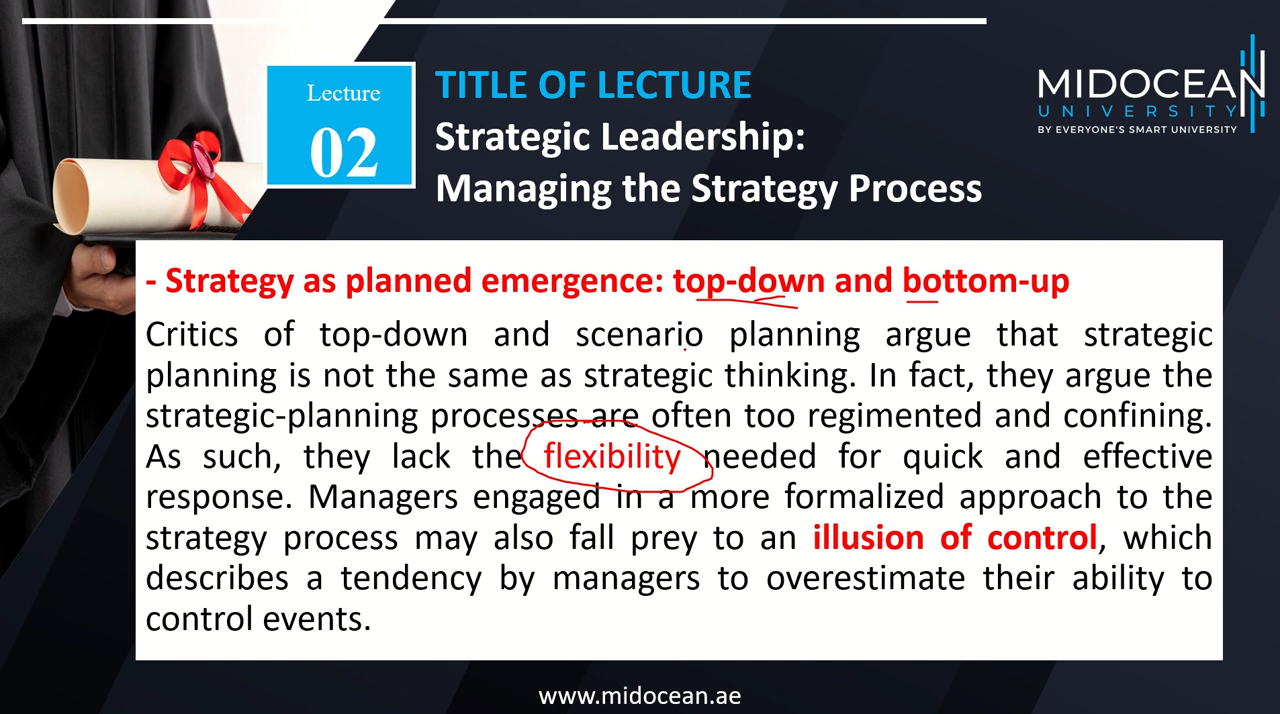 Lecture
02
TITLE OF LECTURE
Strategic Leadership:
Managing the Strategy Process
MIDOCEAN
UNIVERSITY
BY EVERYONE'S SMART UNIVERSITY
- Strategy as planned emergence: top-down and bottom-up
Critics of top-down and scenario planning argue that strategic
planning is not the same as strategic thinking. In fact, they argue the
strategic-planning processes are often too regimented and confining.
As such, they lack the flexibility needed for quick and effective
response. Managers engaged in a more formalized approach to the
strategy process may also fall prey to an illusion of control, which
describes a tendency by managers to overestimate their ability to
control events.
www.midocean.ae